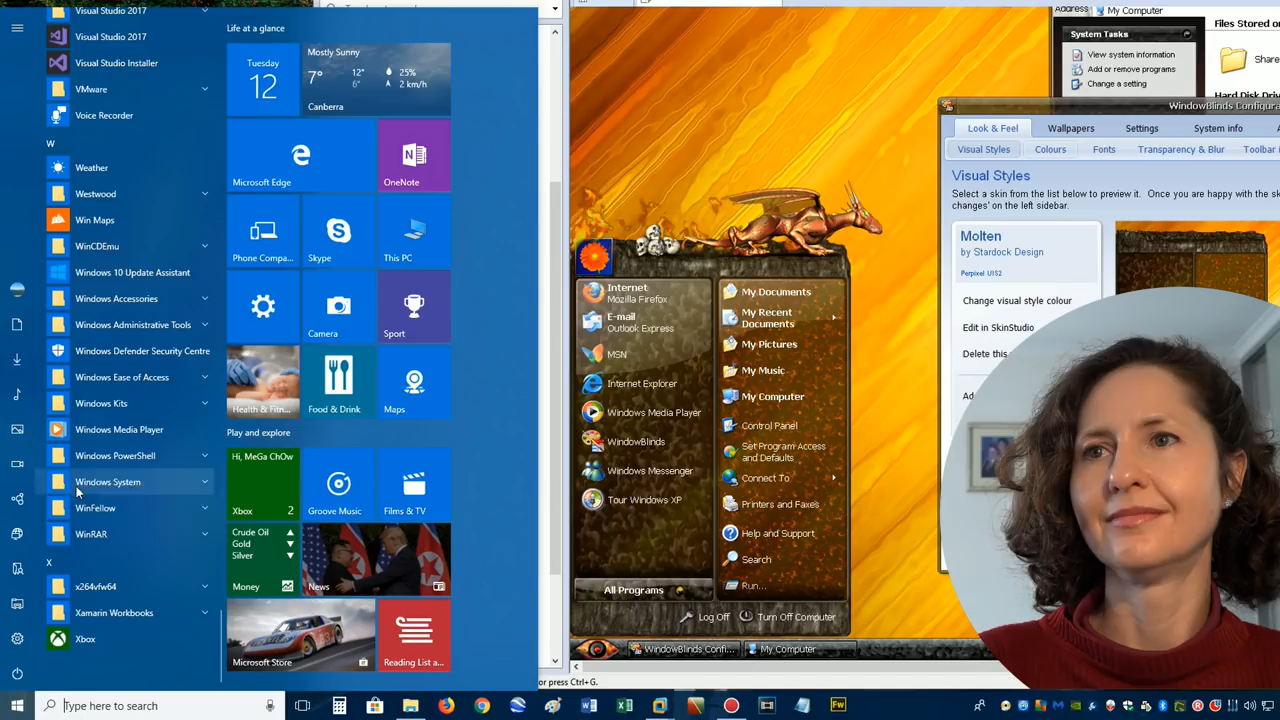 Visual Studio 2017
Visual Studio 2017
Visual Studio Installer
VMware
Voice Recorder
W
Weather
Westwood
Win Maps
WinCDEmu
Windows 10 Update Assistant
Windows Accessories
Windows Administrative Tools
Windows Defender Security Centre
Windows Ease of Access
Windows Kits
Windows Media Player
Windows PowerShell
Windows System
WinFellow
WinRAR
X
x264vfw64
Xamarin Workbooks
Xbox
Type here to search
Life at a glance
Tuesday
12
Mostly Sunny
7°
12°
6°
25%
2 km/h
Canberra
Microsoft Edge
OneNote
Phone Compa...
Skype
This PC
Camera
Sport
Health & Fitn...
Food & Drink
Maps
Play and explore
Hi, MeGa ChOw
Xbox
2
Groove Music
Films & TV
Crude Oil
Gold
Silver
Money
News
Microsoft Store
Reading List a...
or press Ctrl+G.
Internet
Mozilla Firefox
E-mail
Outlook Express
MSN
Internet Explorer
Windows Media Player
WindowBlinds
Windows Messenger
Tour Windows XP
All Programs
My Documents
My Recent
Documents
My Pictures
My Music
My Computer
Control Panel
Set Program Access
and Defaults
Connect To
Printers and Faxes
Help and Support
Search
Run...
Log Off
Turn Off Computer
WindowBlinds Confi...
My Computer
Address
My Computer
System Tasks
View system information
Add or remove programs
Change a setting
Files Stored o
Share
Hard Disk Driv
WindowBlinds Configura
Look & Feel
Wallpapers
Settings
System info
Visual Styles
Colours
Fonts
Transparency & Blur
Toolbar i
Visual Styles
Select a skin from the list below to preview it. Once you are happy with the sk
changes' on the left sidebar.
Molten
by Stardock Design
Perpixel UIS2
Change visual style colour
Edit in SkinStudio
Delete this
Ad
Fw